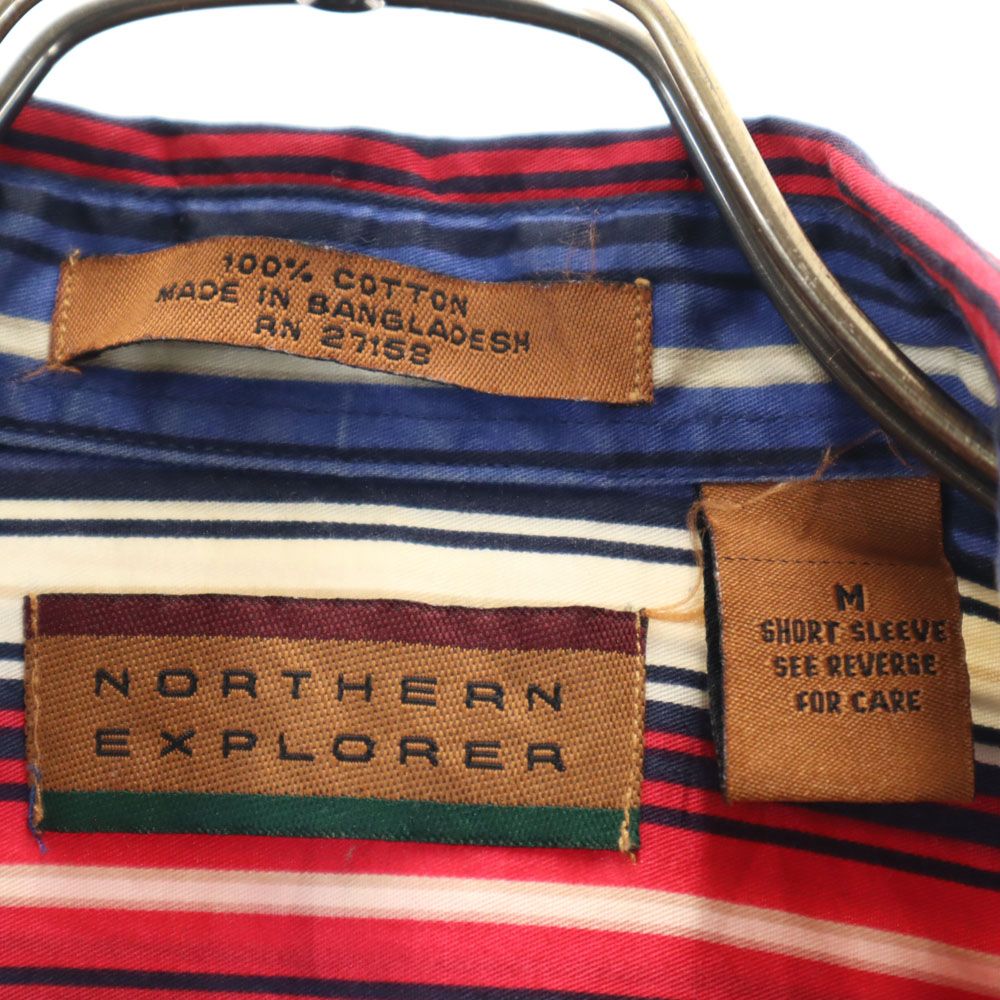 100% COTTON
MADE IN BANGLADESH
RN 27158
NORTHERN
EXPLORER
M
SHORT SLEEVE
SEE REVERSE
FOR CARE